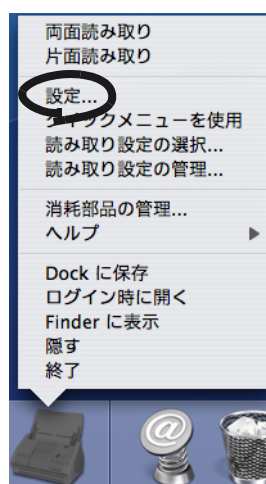 両面読み取り
片面読み取り
設定...
クイックメニューを使用
読み取り設定の選択...
読み取り設定の管理...
消耗部品の管理...
ヘルプ
Dock に保存
ログイン時に開く
Finder に表示
隠す
終了
@